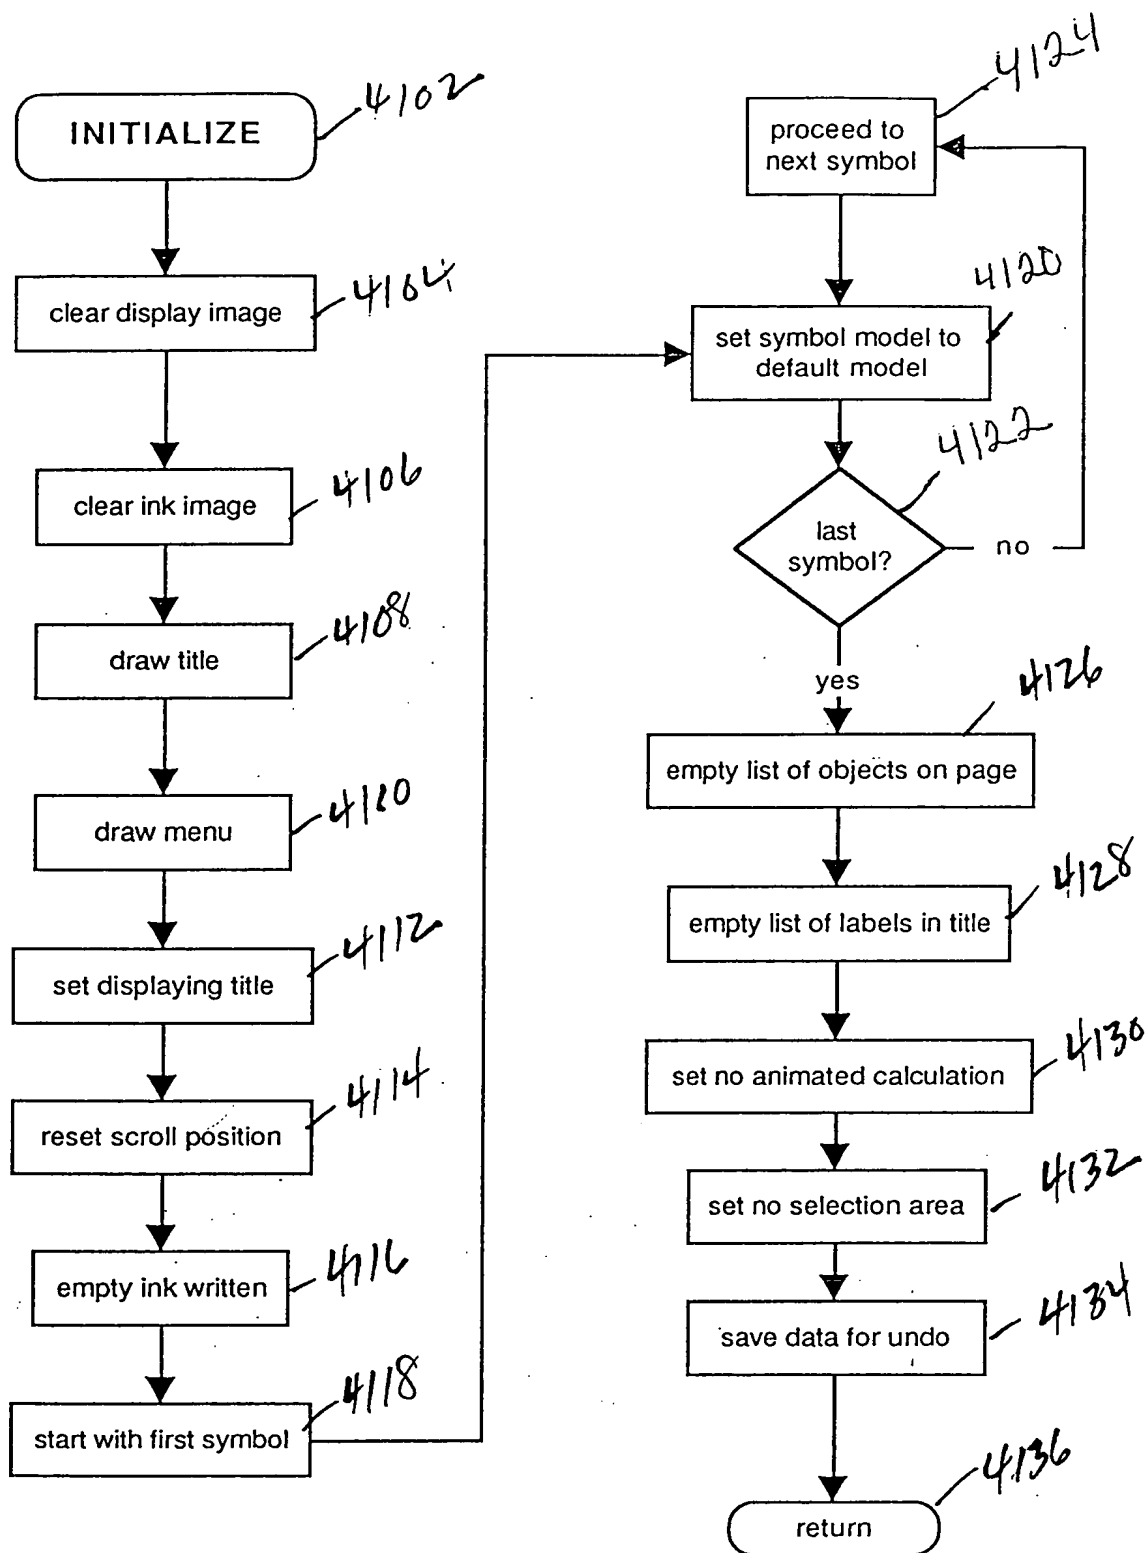 INITIALIZE
4102
clear display image
4104
clear ink image
4106
draw title
4108
draw menu
4110
set displaying title
4112
reset scroll position
4114
empty ink written
4116
start with first symbol
4118
4124
proceed to
next symbol
4120
set symbol model to
default model
4122
last
symbol?
no
yes
4126
empty list of objects on page
4128
empty list of labels in title
4130
set no animated calculation
4132
set no selection area
4134
save data for undo
4136
return